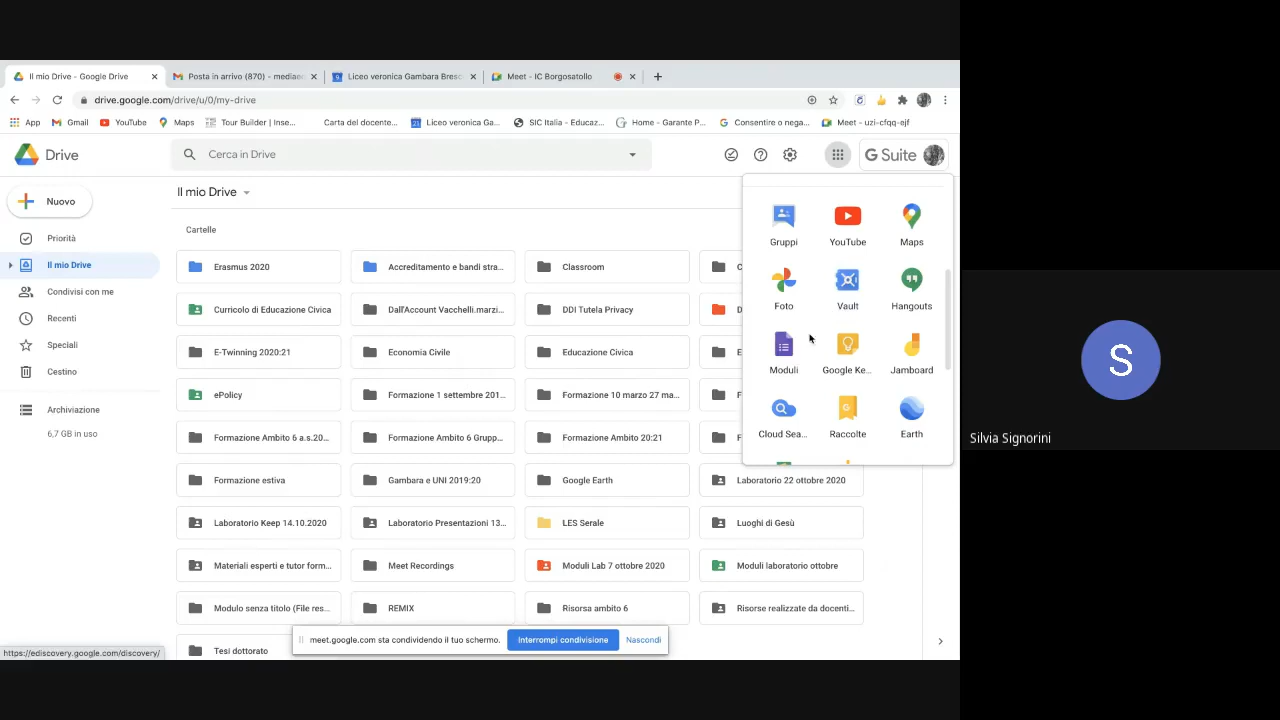 Il mio Drive - Google Drive
Posta in arrivo (870) - mediaec
Liceo veronica Gambara Bresc
Meet - IC Borgosatollo
drive.google.com/drive/u/0/my-drive
App
Gmail
YouTube
Maps
Tour Builder | Inse...
Carta del docente...
Liceo veronica Ga...
SIC Italia - Educaz...
Home - Garante P...
Consentire o nega...
Meet - uzi-cfqq-ejf
Drive
Cerca in Drive
G Suite
Nuovo
Il mio Drive
Priorità
Il mio Drive
Condivisi con me
Recenti
Speciali
Cestino
Archiviazione
6,7 GB in uso
Cartelle
Erasmus 2020
Accreditamento e bandi stra...
Classroom
C
Curricolo di Educazione Civica
Dall'Account Vacchelli.marzi...
DDI Tutela Privacy
D
E-Twinning 2020:21
Economia Civile
Educazione Civica
E
ePolicy
Formazione 1 settembre 201...
Formazione 10 marzo 27 ma...
F
Formazione Ambito 6 a.s.20...
Formazione Ambito 6 Grupp...
Formazione Ambito 20:21
F
Formazione estiva
Gambara e UNI 2019:20
Google Earth
Laboratorio 22 ottobre 2020
Laboratorio Keep 14.10.2020
Laboratorio Presentazioni 13...
LES Serale
Luoghi di Gesù
Materiali esperti e tutor form...
Meet Recordings
Moduli Lab 7 ottobre 2020
Moduli laboratorio ottobre
Modulo senza titolo (File res...
REMIX
Risorsa ambito 6
Risorse realizzate da docenti...
Tesi dottorato
Gruppi
YouTube
Maps
Foto
Vault
Hangouts
Moduli
Google Ke...
Jamboard
Cloud Sea...
Raccolte
Earth
meet.google.com sta condividendo il tuo schermo.
Interrompi condivisione
Nascondi
https://ediscovery.google.com/discovery/
S
Silvia Signorini